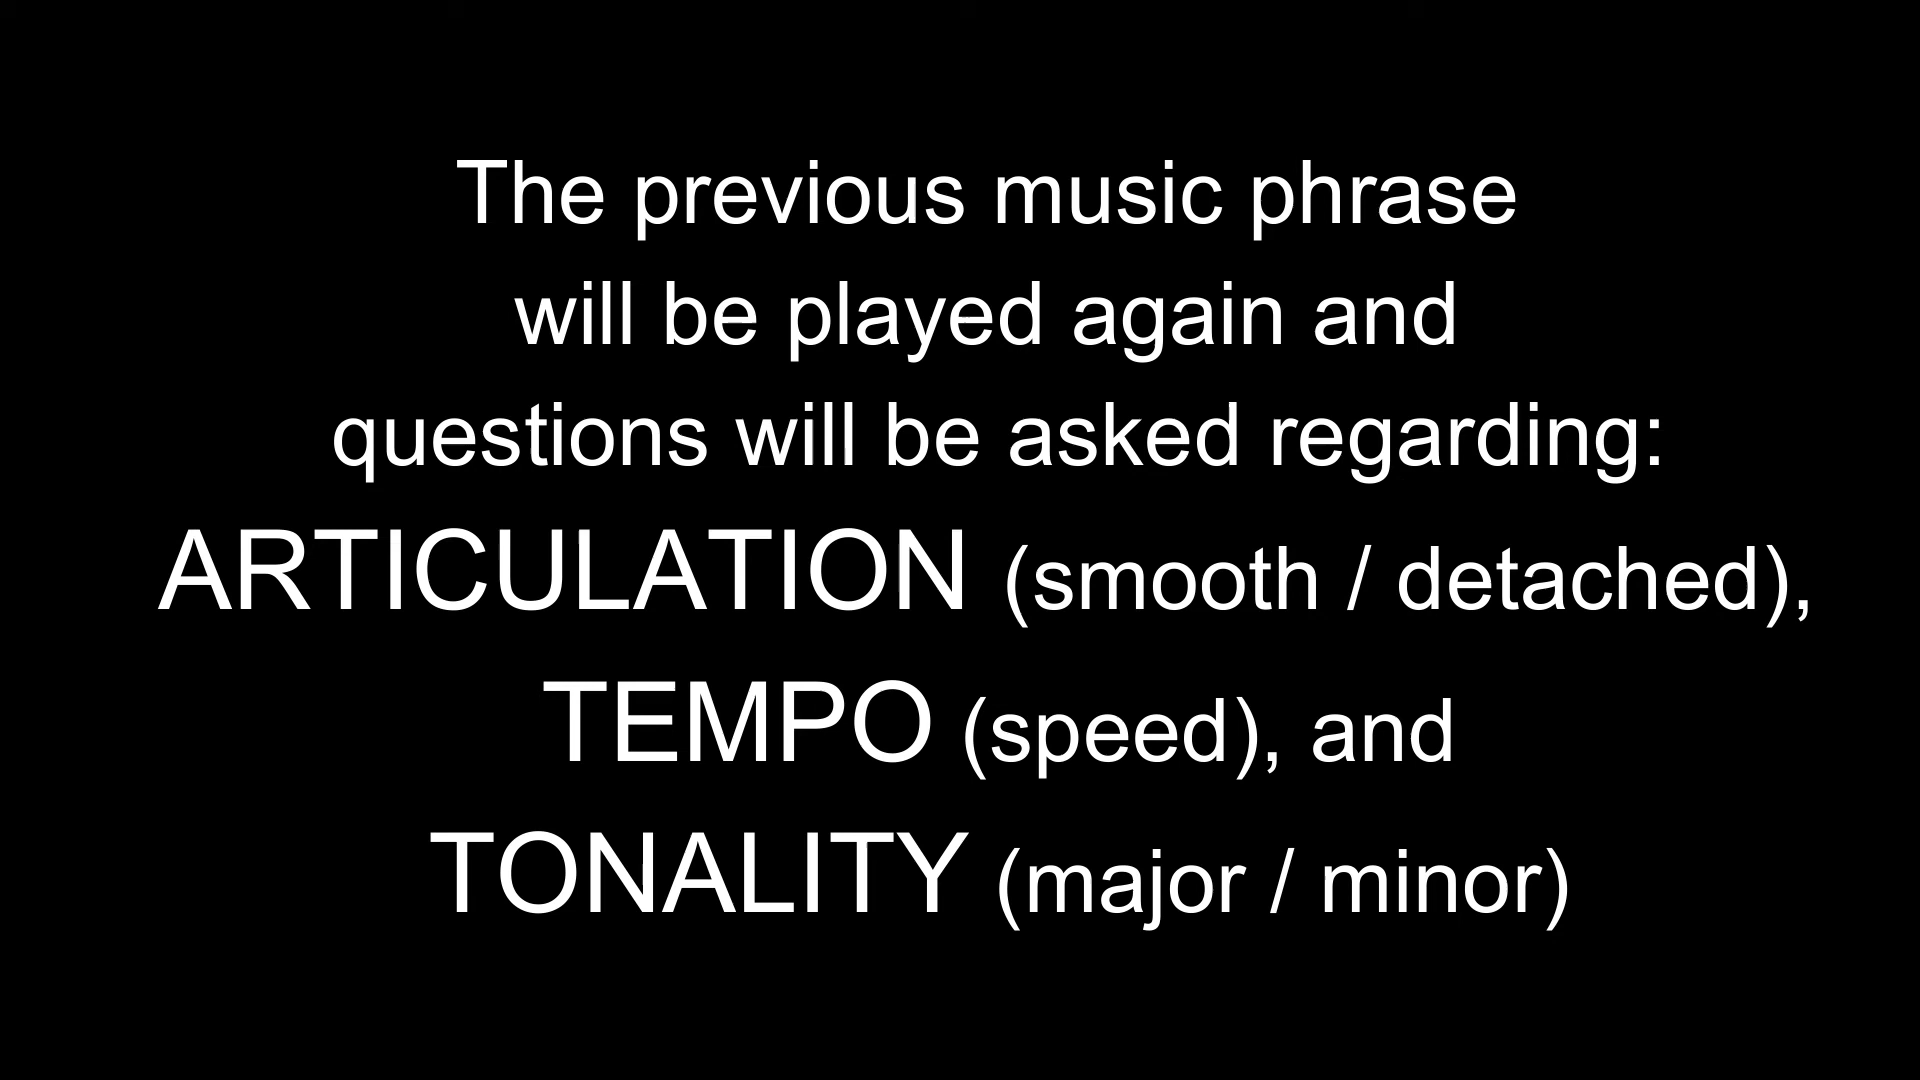 The previous music phrase
will be played again and
questions will be asked regarding:
ARTICULATION (smooth / detached),
TEMPO (speed), and
TONALITY (major / minor)